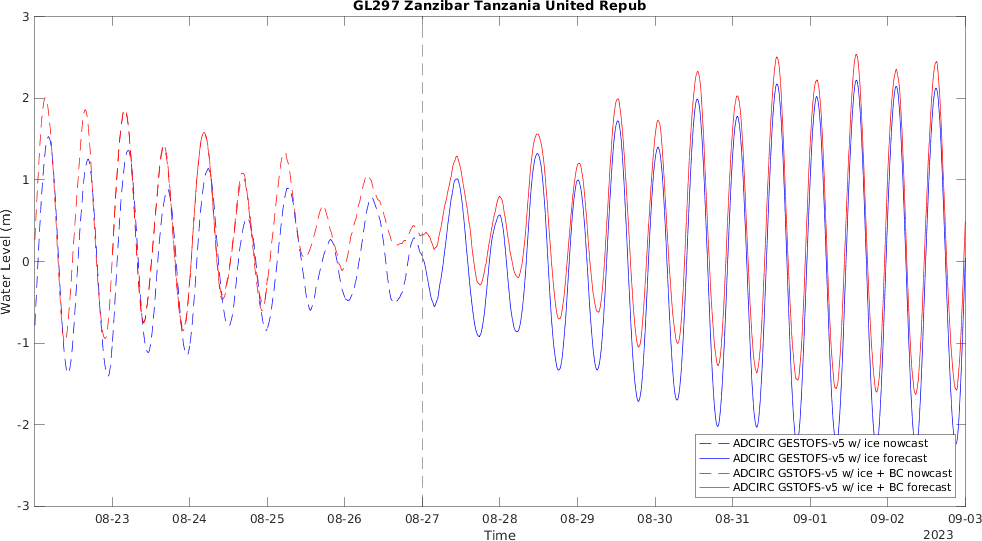 GL297 Zanzibar Tanzania United Repub
3
2
1
0
-1
-2
-3
Water Level (m)
ADCIRC GESTOFS-v5 w/ ice nowcast
ADCIRC GESTOFS-v5 w/ ice forecast
ADCIRC GSTOFS-v5 w/ ice + BC nowcast
ADCIRC GSTOFS-v5 w/ ice + BC forecast
08-23 08-24 08-25 08-26 08-27 08-28 08-29 08-30 08-31 09-01 09-02 09-03
Time
2023